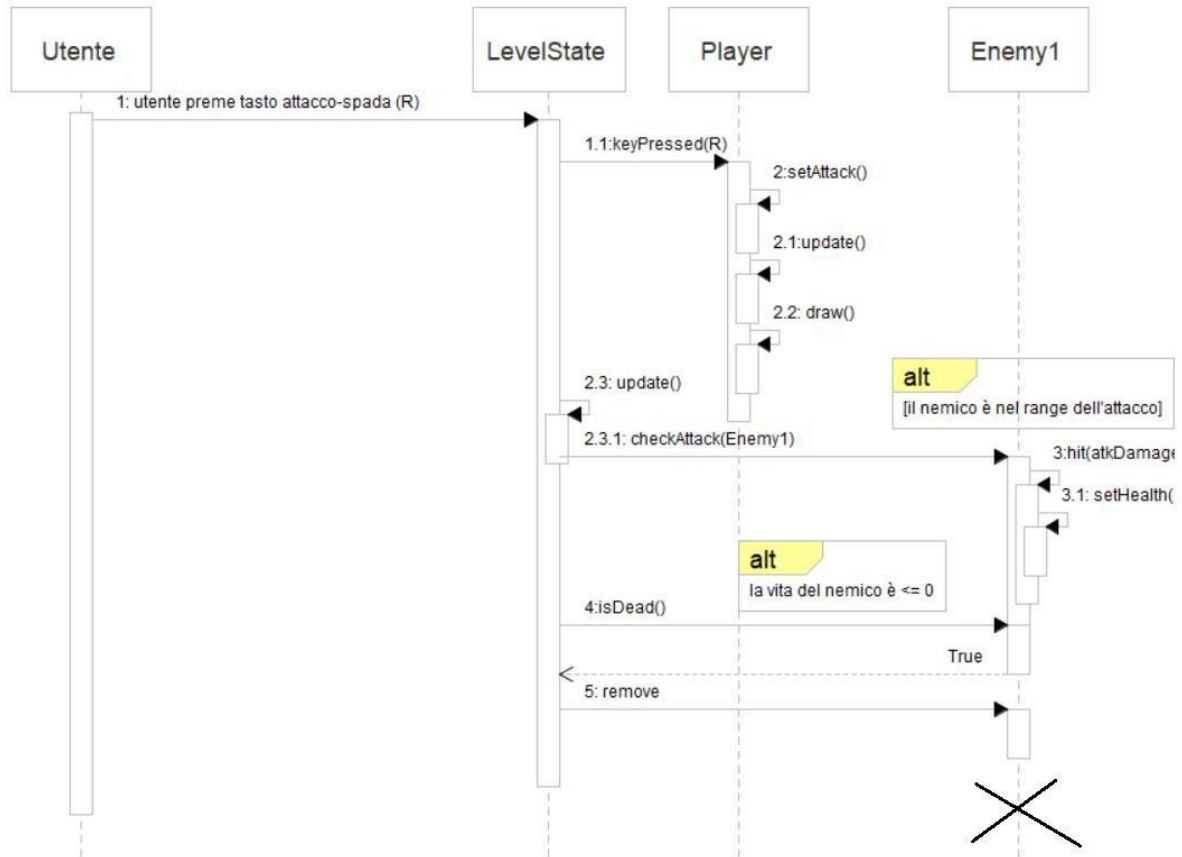 Utente
LevelState
Player
Enemy1
1: utente preme tasto attacco-spada (R)
1.1:keyPressed(R)
2:setAttack()
2.1:update()
2.2: draw()
2.3: update()
alt
[il nemico è nel range dell'attacco]
2.3.1: checkAttack(Enemy1)
3:hit(atkDamage
3.1: setHealth(
alt
la vita del nemico è <= 0
4:isDead()
True
5: remove